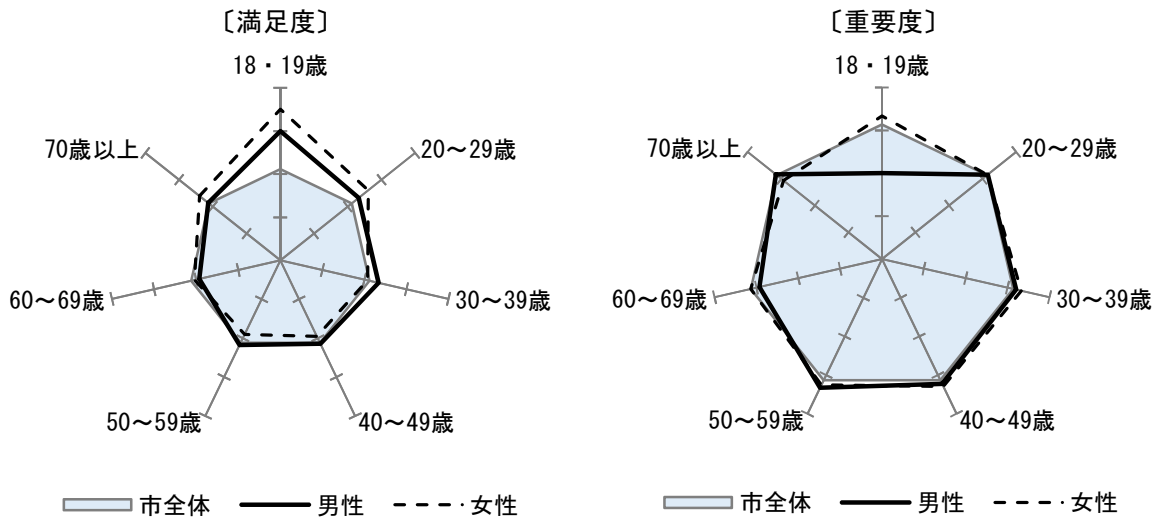 〔満足度〕
18・19歳
20～29歳
30～39歳
40～49歳
50～59歳
60～69歳
70歳以上
市全体 男性 女性
〔重要度〕
18・19歳
20～29歳
30～39歳
40～49歳
50～59歳
60～69歳
70歳以上
市全体 男性 女性